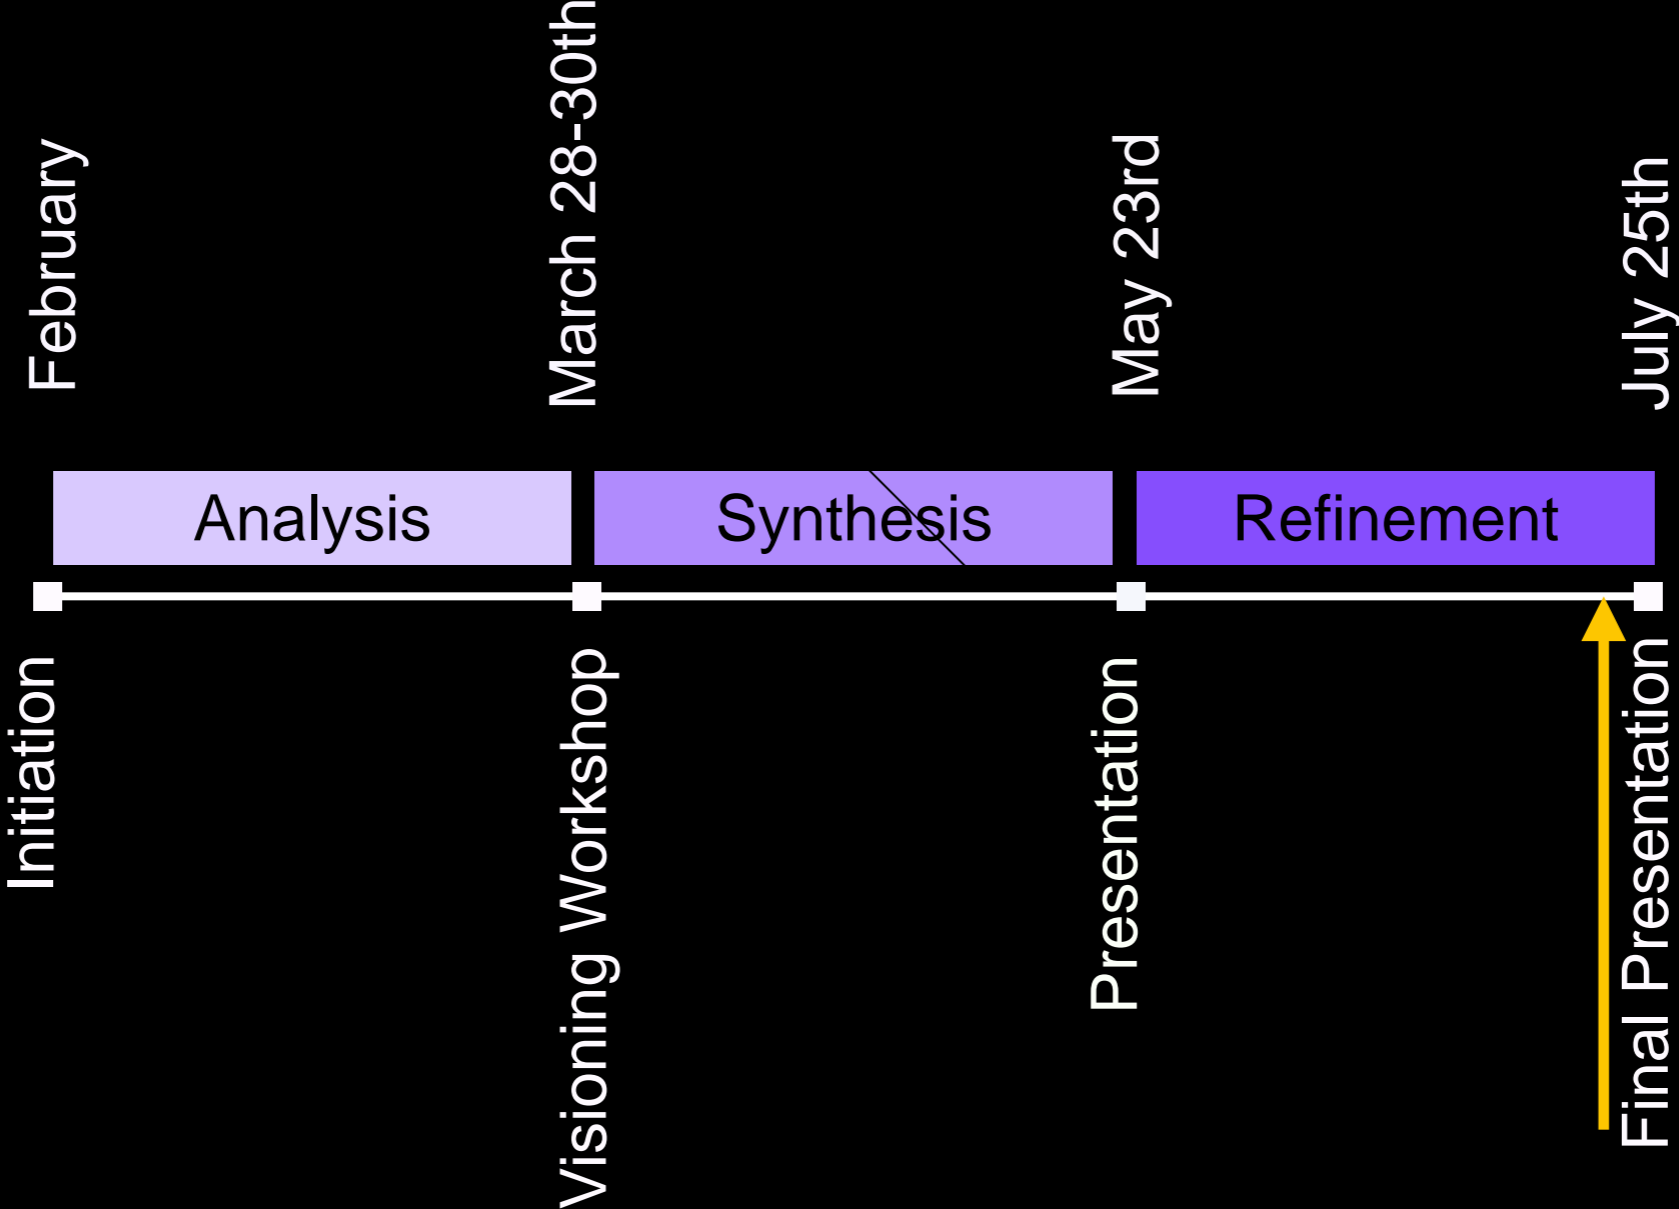 February
March 28-30th
May 23rd
July 25th
Analysis
Synthesis
Refinement
Initiation
Visioning Workshop
Presentation
Final Presentation